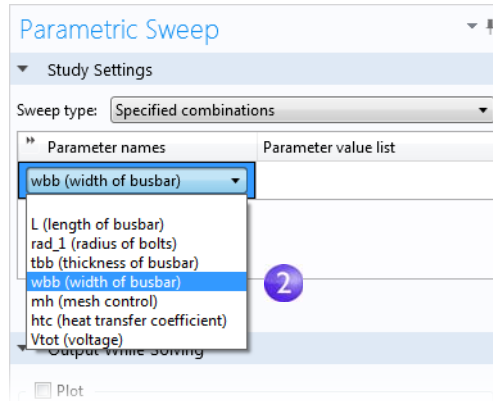 Parametric Sweep
Study Settings
Sweep type: Specified combinations
Parameter names Parameter value list
wbb (width of busbar)
L (length of busbar)
rad_1 (radius of bolts)
tbb (thickness of busbar)
wbb (width of busbar)
2
mh (mesh control)
htc (heat transfer coefficient)
Vtot (voltage)
Output While Solving
Plot